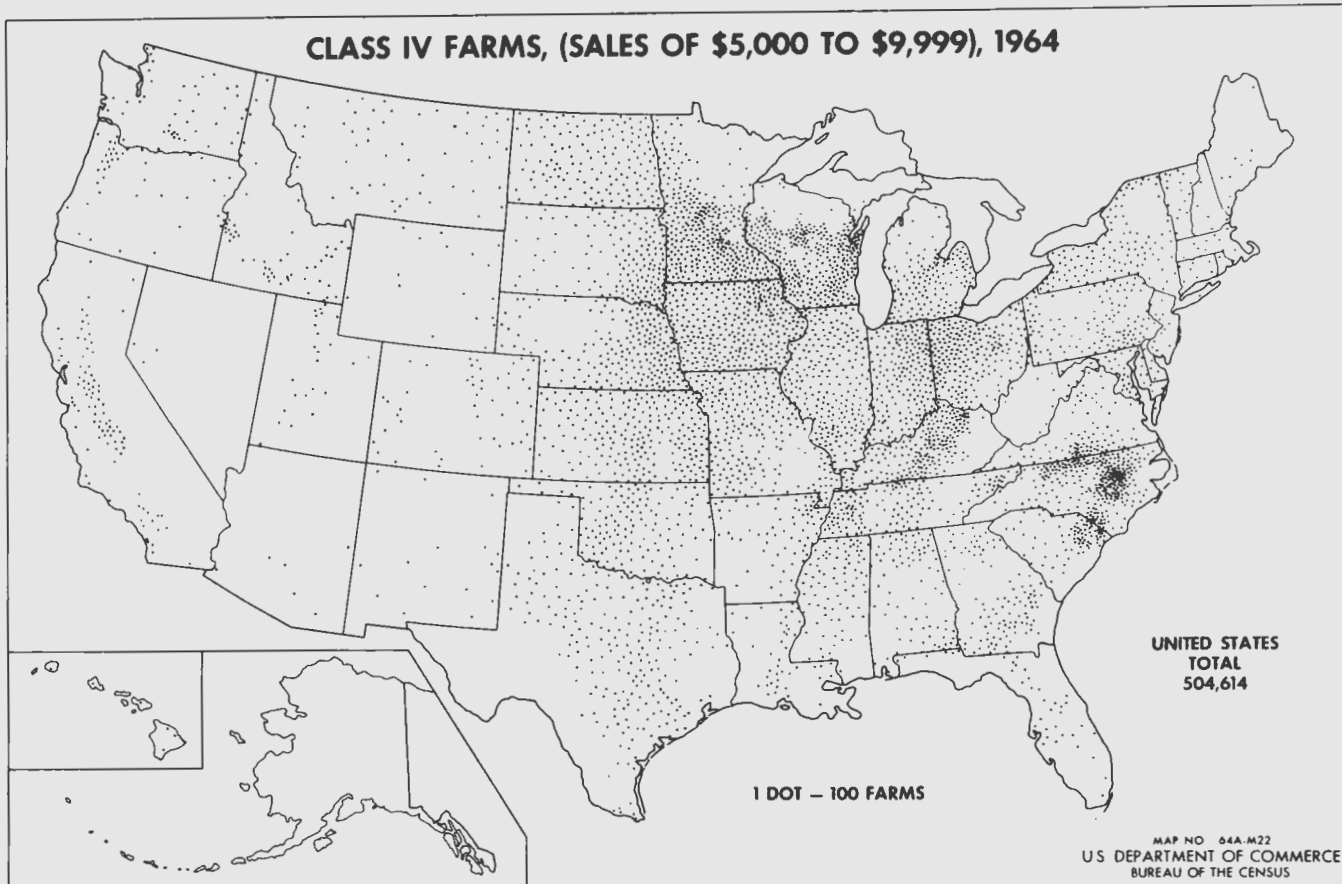 CLASS IV FARMS, (SALES OF $5,000 TO $9,999), 1964
UNITED STATES
TOTAL
504,614
1 DOT – 100 FARMS
MAP NO 64A-M22
U S DEPARTMENT OF COMMERCE
BUREAU OF THE CENSUS